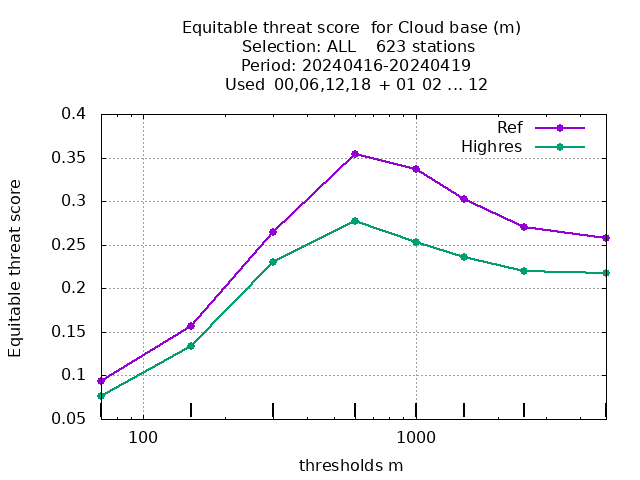 Equitable threat score  for Cloud base (m)
Selection: ALL    623 stations
Period: 20240416-20240419
Used  00,06,12,18  + 01 02 ... 12
Ref
Highres
0.4
0.35
0.3
0.25
0.2
0.15
0.1
0.05
Equitable threat score
100
1000
thresholds m